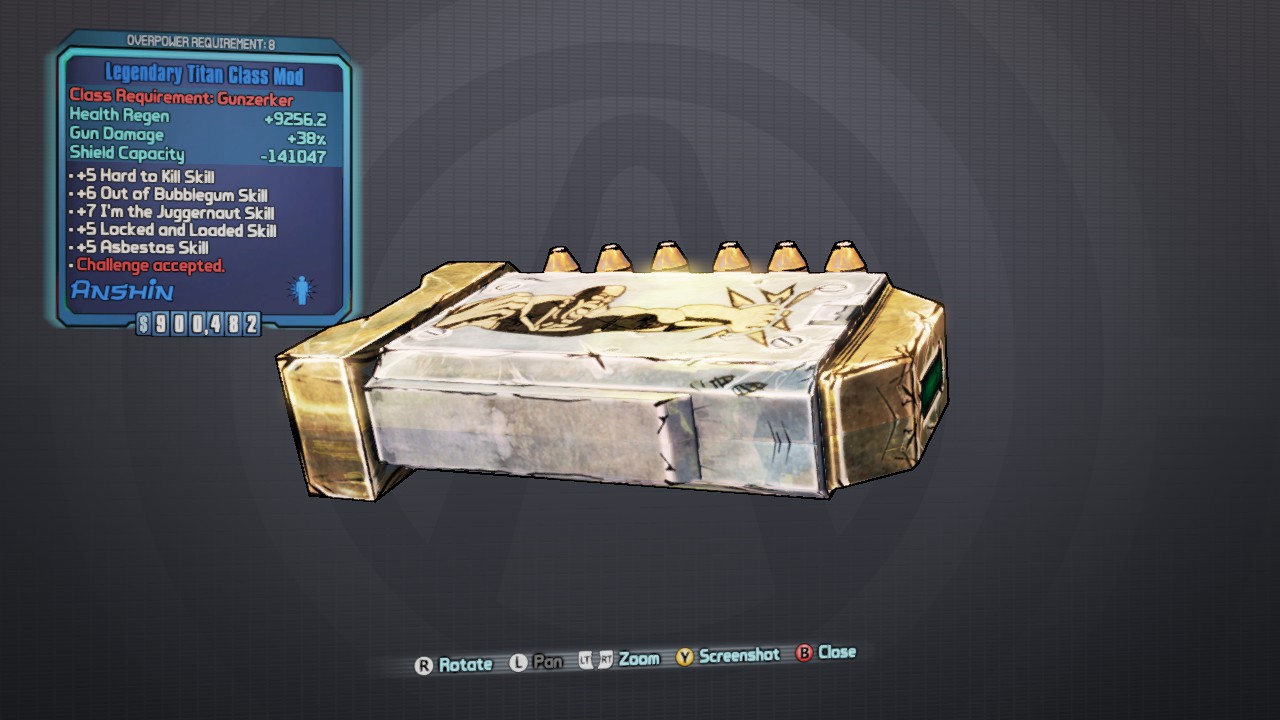 OVERPOWER REQUIREMENT: 8
Legendary Titan Class Mod
Class Requirement: Gunzerker
Health Regen +9256.2
Gun Damage +38%
Shield Capacity -141047
• +5 Hard to Kill Skill
• +6 Out of Bubblegum Skill
• +7 I'm the Juggernaut Skill
• +5 Locked and Loaded Skill
• +5 Asbestos Skill
• Challenge accepted.
ANSHIN
$900,482
R Rotate L Pan LT RT Zoom Y Screenshot B Close